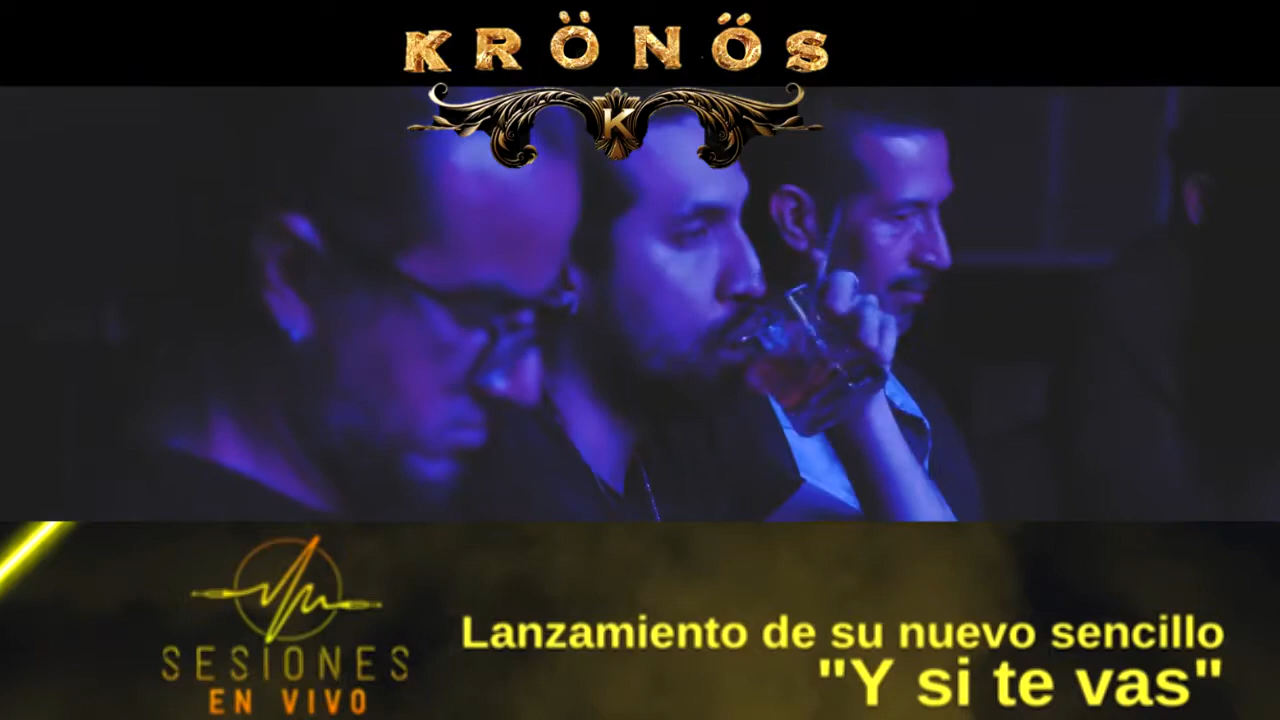 KRÖNÖS
K
SESIONES
EN VIVO
Lanzamiento de su nuevo sencillo
"Y si te vas"